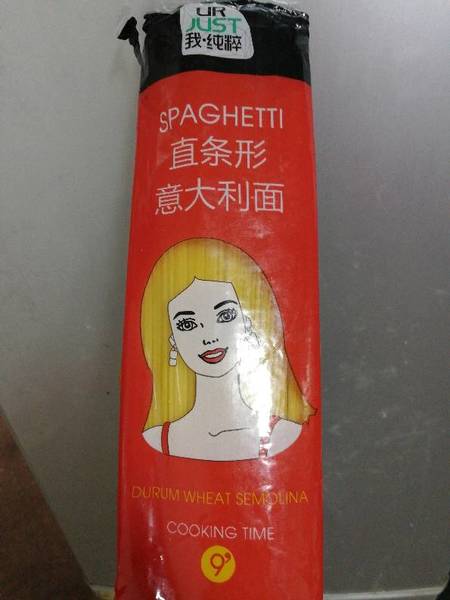 UR
JUST
我·纯粹
SPAGHETTI
直条形
意大利面
DURUM WHEAT SEMOLINA
COOKING TIME
9'